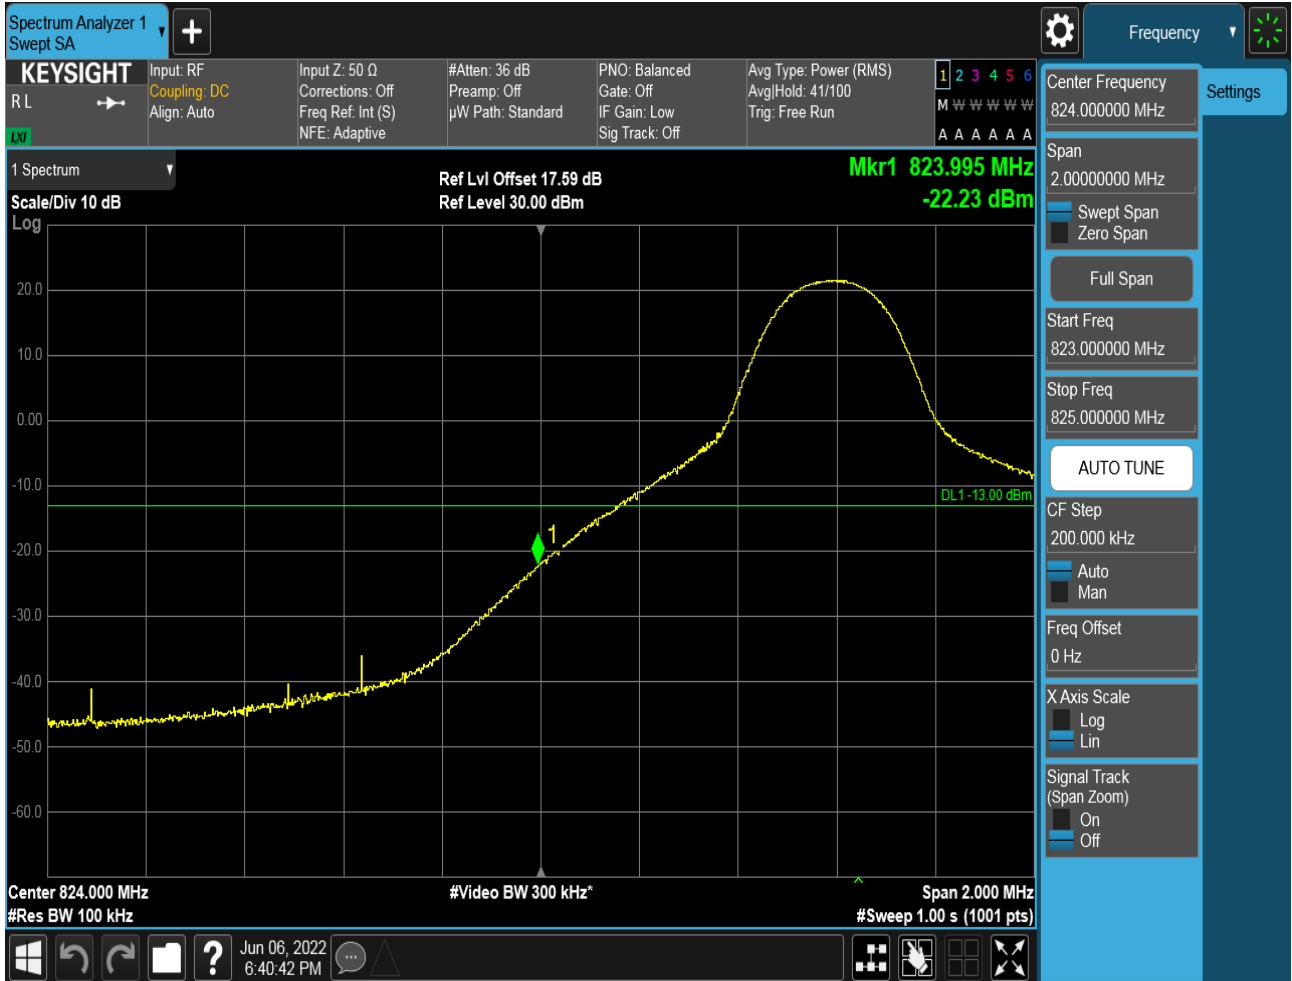 Spectrum Analyzer 1
Swept SA
Frequency
KEYSIGHT
R L
LXI
Input: RF
Coupling: DC
Align: Auto
Input Z: 50 Ω
Corrections: Off
Freq Ref: Int (S)
NFE: Adaptive
#Atten: 36 dB
Preamp: Off
µW Path: Standard
PNO: Balanced
Gate: Off
IF Gain: Low
Sig Track: Off
Avg Type: Power (RMS)
Avg|Hold: 41/100
Trig: Free Run
1 2 3 4 5 6
M W W W W W
A A A A A A
1 Spectrum
Scale/Div 10 dB
Log
Ref Lvl Offset 17.59 dB
Ref Level 30.00 dBm
Mkr1 823.995 MHz
-22.23 dBm
20.0
10.0
0.00
-10.0
-20.0
-30.0
-40.0
-50.0
-60.0
DL1 -13.00 dBm
1
Center 824.000 MHz
#Res BW 100 kHz
#Video BW 300 kHz*
Span 2.000 MHz
#Sweep 1.00 s (1001 pts)
Jun 06, 2022
6:40:42 PM
Center Frequency
824.000000 MHz
Span
2.00000000 MHz
Swept Span
Zero Span
Full Span
Start Freq
823.000000 MHz
Stop Freq
825.000000 MHz
AUTO TUNE
CF Step
200.000 kHz
Auto
Man
Freq Offset
0 Hz
X Axis Scale
Log
Lin
Signal Track
(Span Zoom)
On
Off
Settings